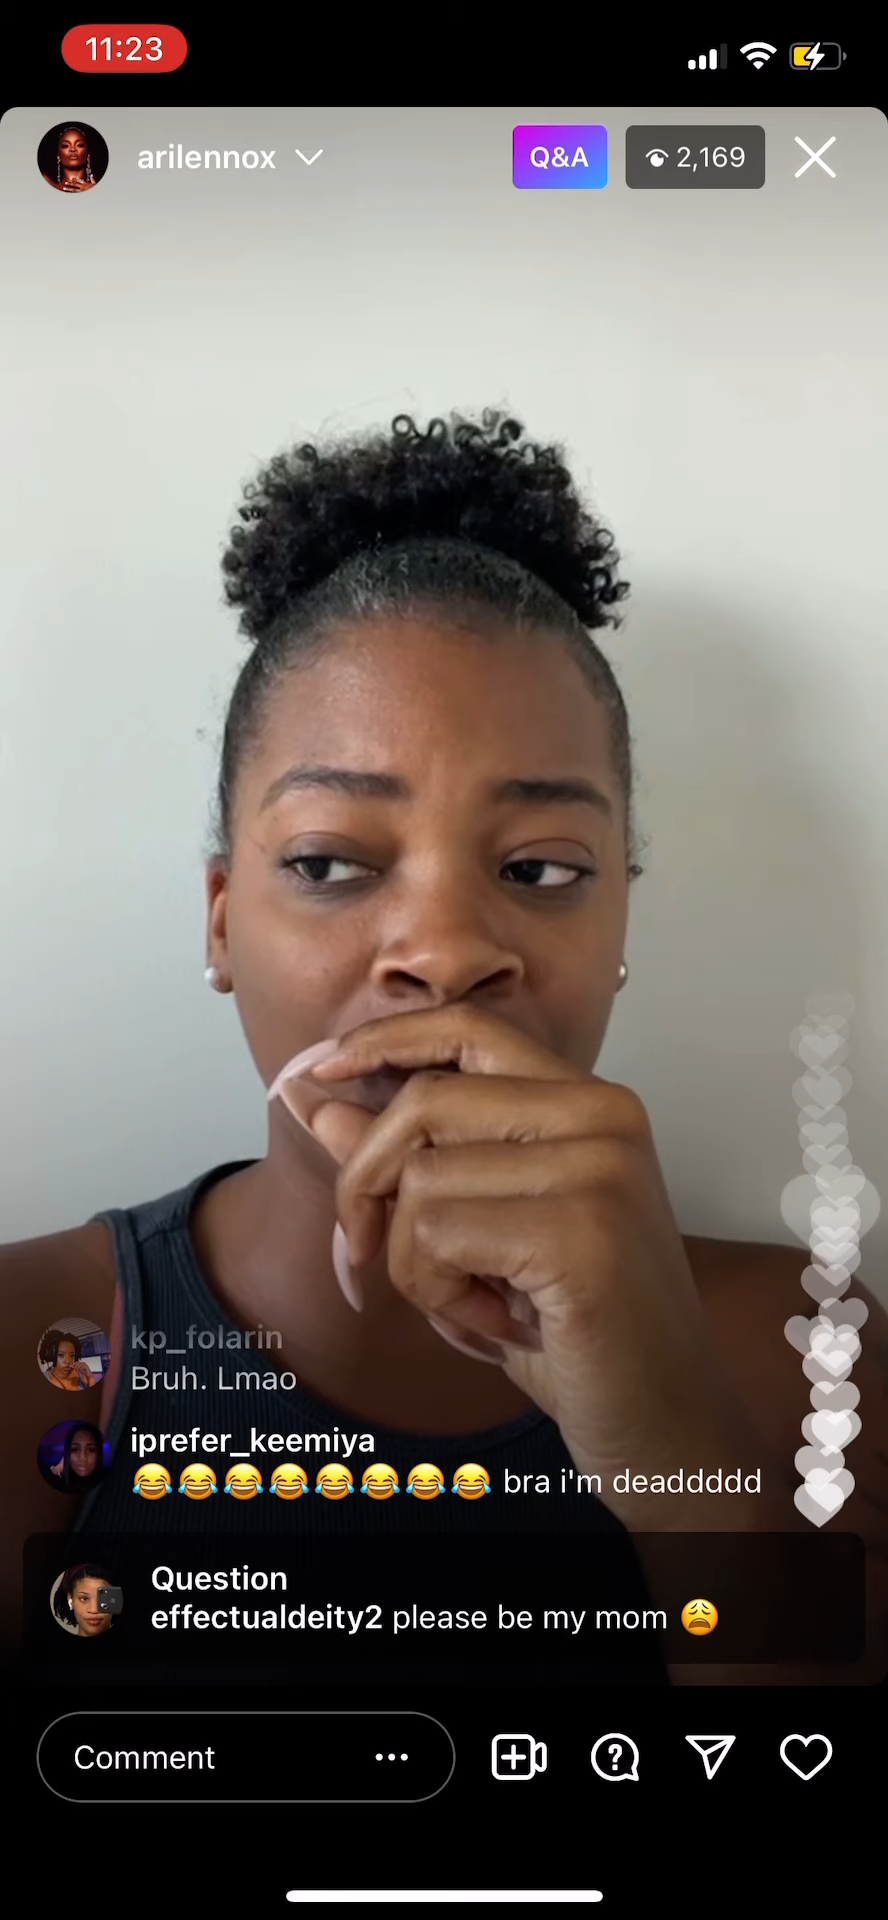 11:23
arilennox
Q&A
2,169
kp_folarin
Bruh. Lmao
iprefer_keemiya
😂😂😂😂😂😂😂😂 bra i'm deaddddd
Question
effectualdeity2 please be my mom 😩
Comment